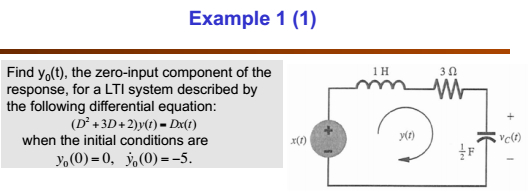 Example 1 (1)
Find y₀(t), the zero-input component of the
response, for a LTI system described by
the following differential equation:
(D² + 3D + 2)y(t) = Dx(t)
when the initial conditions are
y₀(0) = 0, ẏ₀(0) = −5.
1 H
3 Ω
x(t)
+
−
y(t)
½ F
+
v_C(t)
−